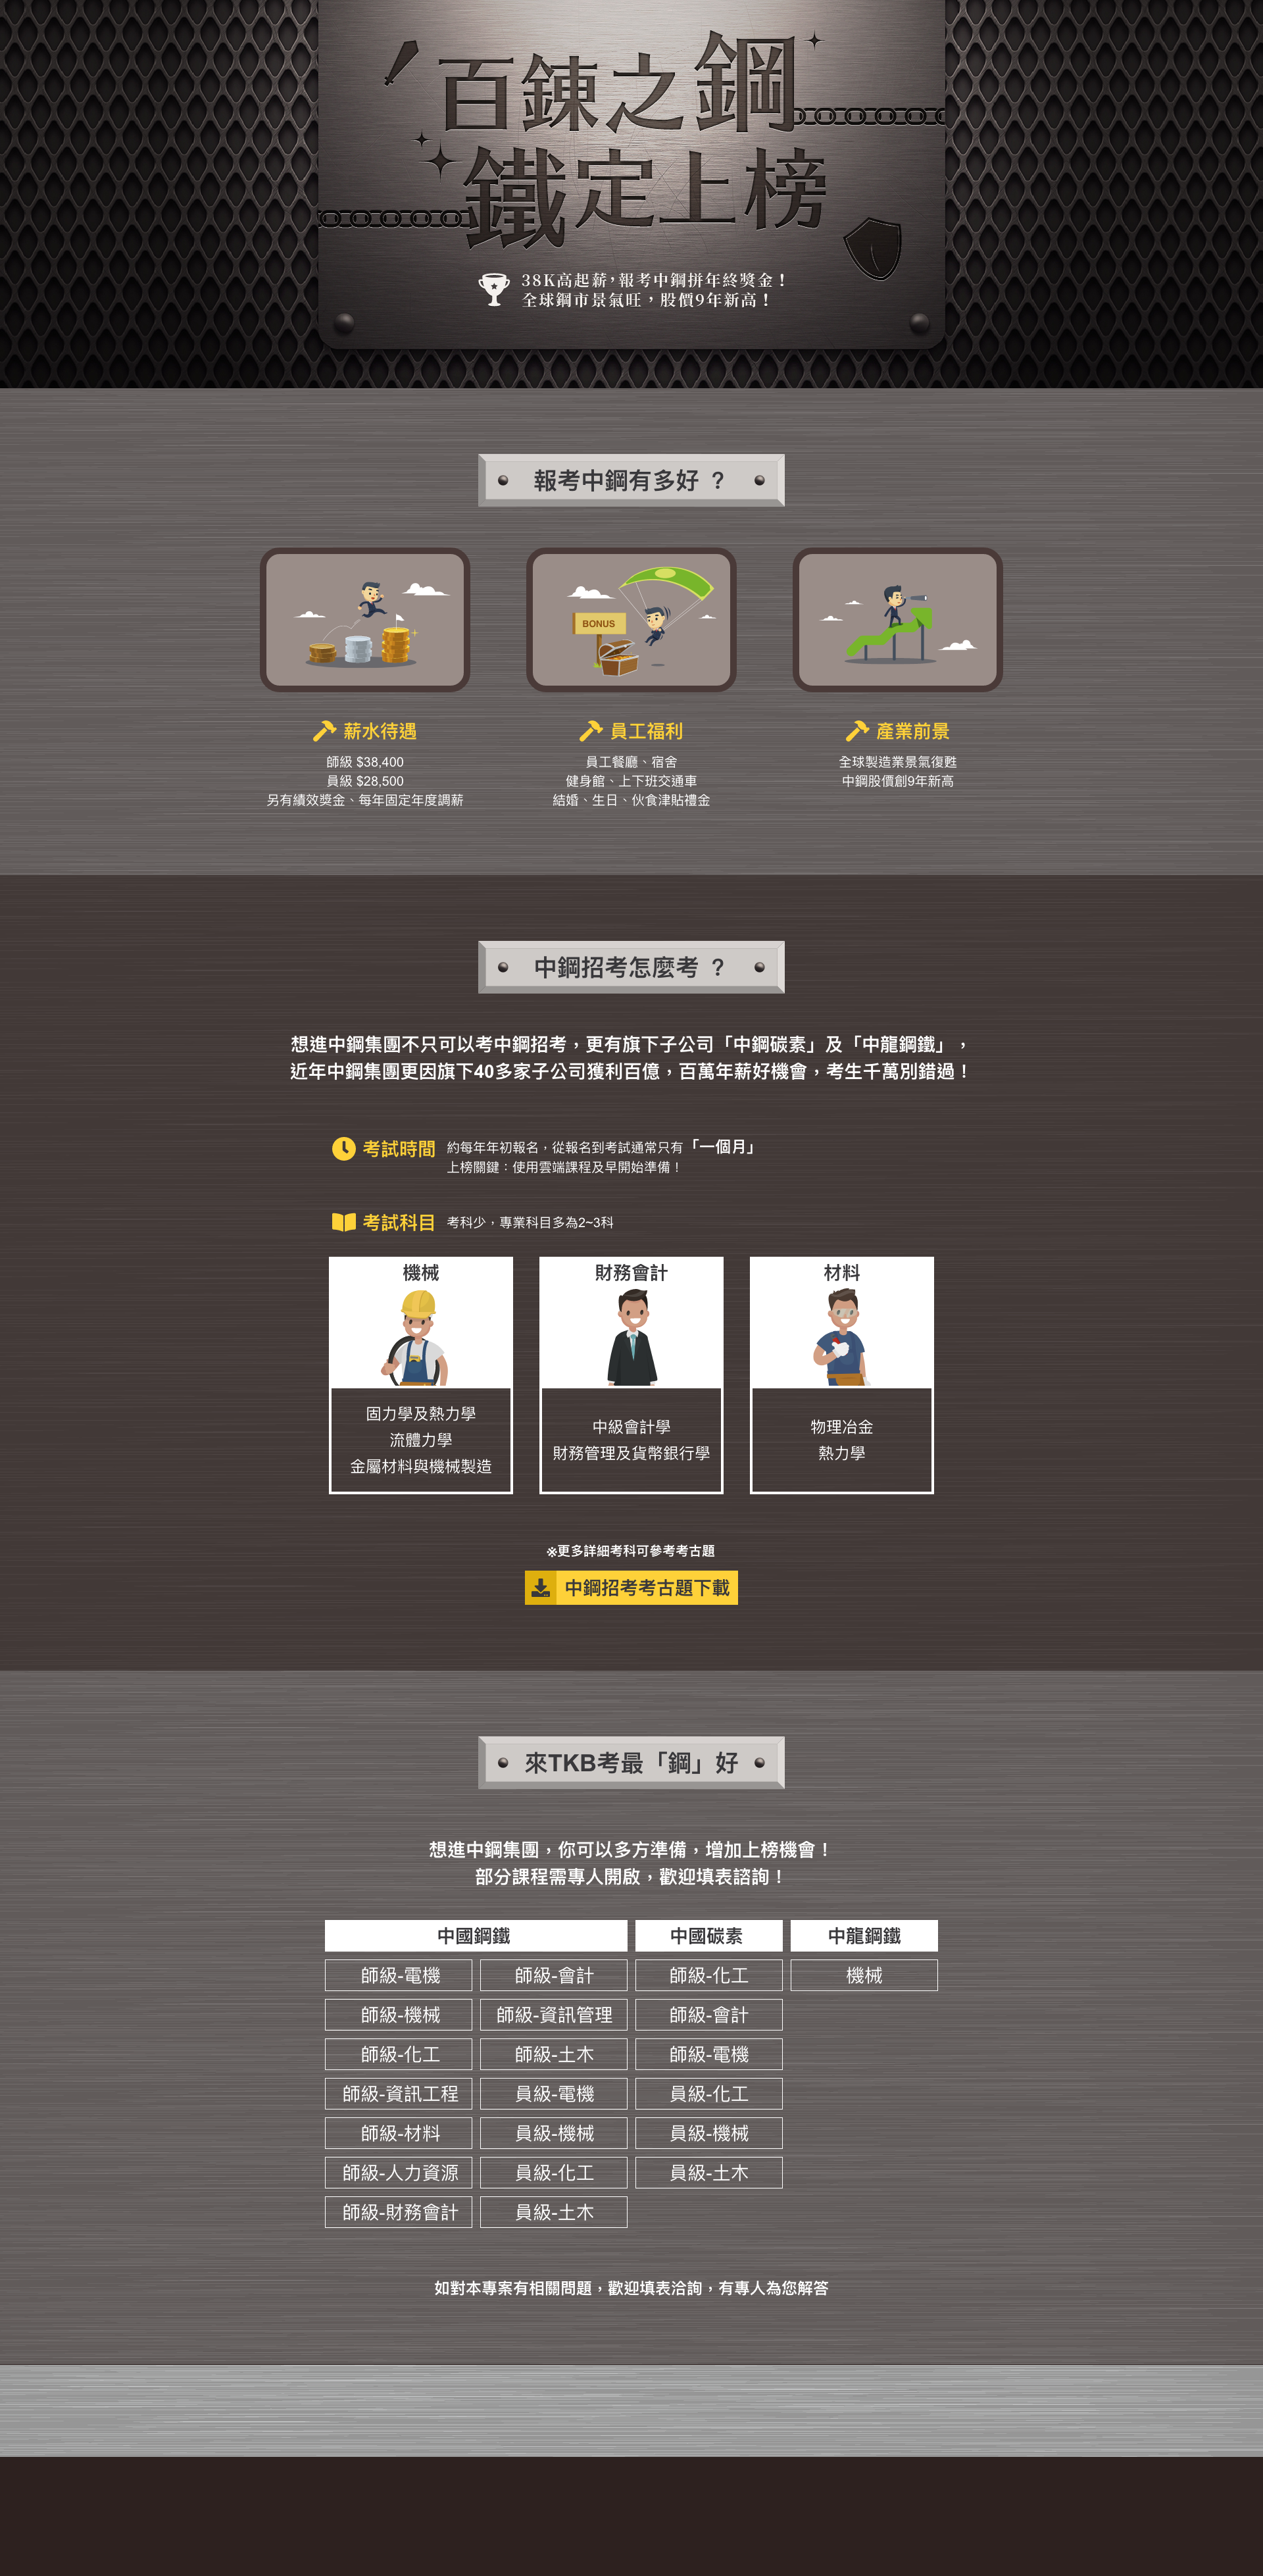 百鍊之鋼
鐵定上榜
38K高起薪，報考中鋼拼年終獎金！
全球鋼市景氣旺，股價9年新高！
報考中鋼有多好 ？
BONUS
薪水待遇
師級 $38,400
員級 $28,500
另有績效獎金、每年固定年度調薪
員工福利
員工餐廳、宿舍
健身館、上下班交通車
結婚、生日、伙食津貼禮金
產業前景
全球製造業景氣復甦
中鋼股價創9年新高
中鋼招考怎麼考 ？
想進中鋼集團不只可以考中鋼招考，更有旗下子公司「中鋼碳素」及「中龍鋼鐵」，
近年中鋼集團更因旗下40多家子公司獲利百億，百萬年薪好機會，考生千萬別錯過！
考試時間
約每年年初報名，從報名到考試通常只有「一個月」
上榜關鍵：使用雲端課程及早開始準備！
考試科目
考科少，專業科目多為2~3科
機械
固力學及熱力學
流體力學
金屬材料與機械製造
財務會計
中級會計學
財務管理及貨幣銀行學
材料
物理冶金
熱力學
※更多詳細考科可參考考古題
中鋼招考考古題下載
來TKB考最「鋼」好
想進中鋼集團，你可以多方準備，增加上榜機會！
部分課程需專人開啟，歡迎填表諮詢！
中國鋼鐵 中國碳素 中龍鋼鐵
師級-電機 師級-會計 師級-化工 機械
師級-機械 師級-資訊管理 師級-會計
師級-化工 師級-土木 師級-電機
師級-資訊工程 員級-電機 員級-化工
師級-材料 員級-機械 員級-機械
師級-人力資源 員級-化工 員級-土木
師級-財務會計 員級-土木
如對本專案有相關問題，歡迎填表洽詢，有專人為您解答